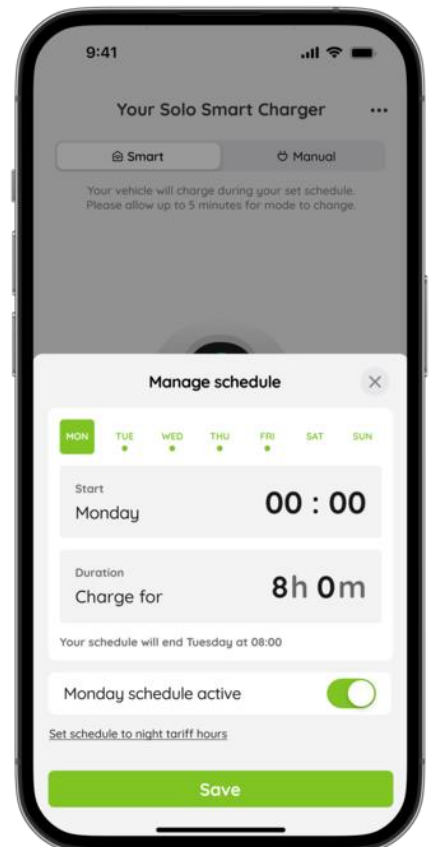 9:41
Your Solo Smart Charger
Smart Manual
Your vehicle will charge during your set schedule.
Please allow up to 5 minutes for mode to change.
Manage schedule
MON TUE WED THU FRI SAT SUN
Start
Monday 00 : 00
Duration
Charge for 8h 0m
Your schedule will end Tuesday at 08:00
Monday schedule active
Set schedule to night tariff hours
Save